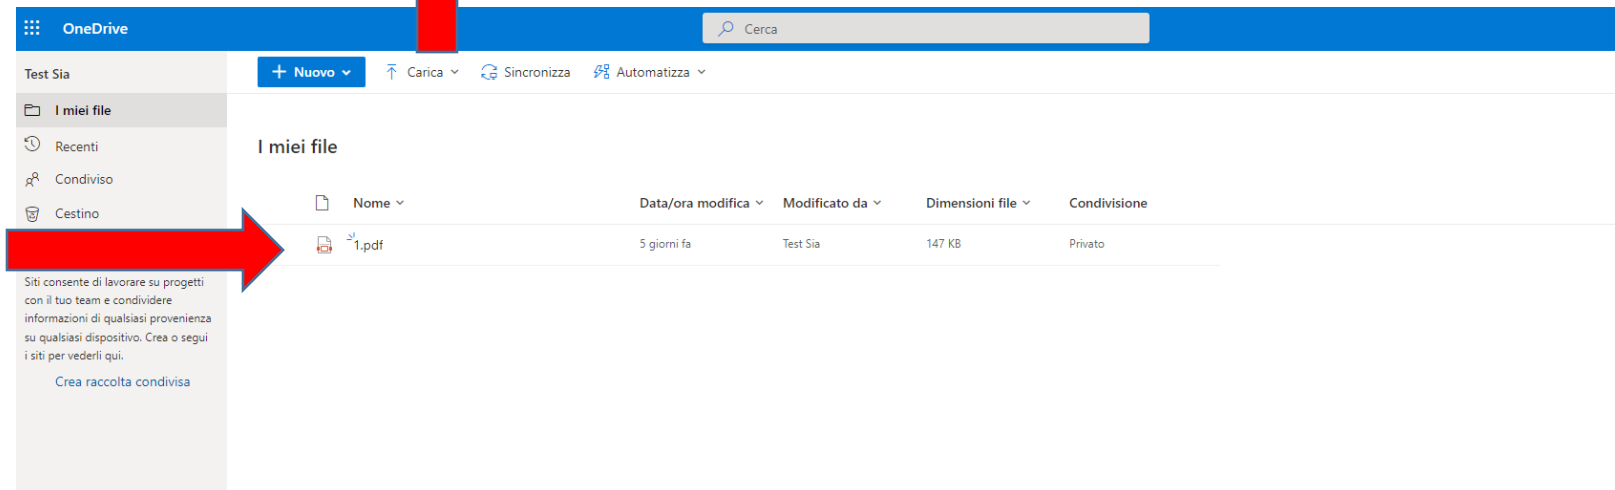 OneDrive
Cerca
Test Sia
Nuovo
Carica
Sincronizza
Automatizza
I miei file
Recenti
Condiviso
Cestino
Siti consente di lavorare su progetti
con il tuo team e condividere
informazioni di qualsiasi provenienza
su qualsiasi dispositivo. Crea o segui
i siti per vederli qui.
Crea raccolta condivisa
I miei file
Nome
Data/ora modifica
Modificato da
Dimensioni file
Condivisione
1.pdf
5 giorni fa
Test Sia
147 KB
Privato